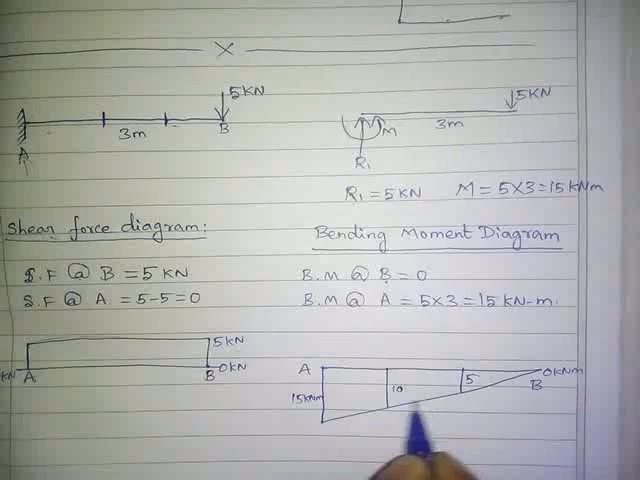 5KN
3m
A
B
5KN
M
3m
R1
R1 = 5KN M = 5×3 = 15 kNm
Shear force diagram:
S.F @ B = 5 KN
S.F @ A = 5-5 = 0
Bending Moment Diagram
B.M @ B = 0
B.M @ A = 5×3 = 15 KN-m.
5KN
KN A
B 0KN
A
15KNm
10
5
0KNm
B